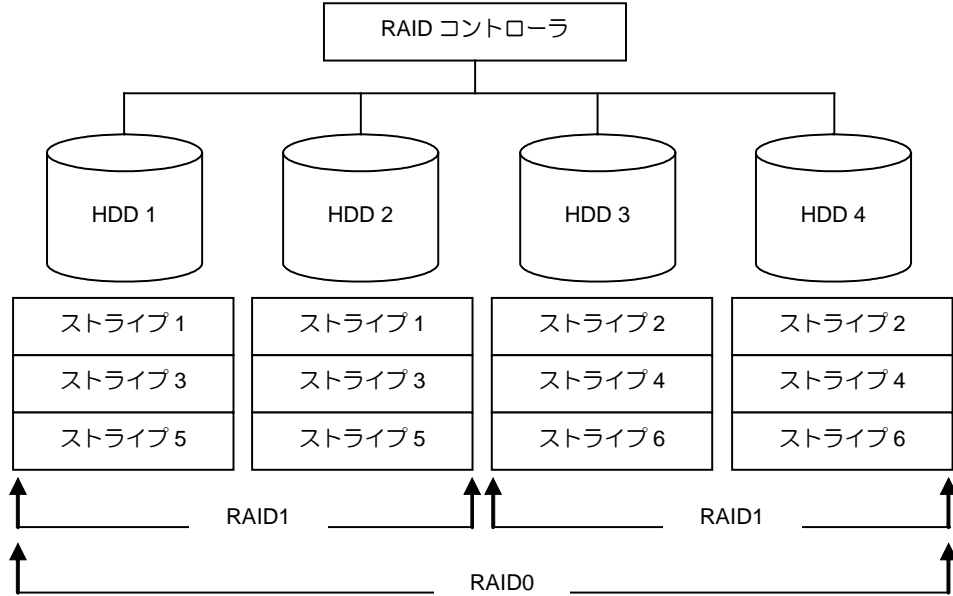 RAID コントローラ
HDD 1
HDD 2
HDD 3
HDD 4
ストライプ 1
ストライプ 1
ストライプ 2
ストライプ 2
ストライプ 3
ストライプ 3
ストライプ 4
ストライプ 4
ストライプ 5
ストライプ 5
ストライプ 6
ストライプ 6
RAID1
RAID1
RAID0